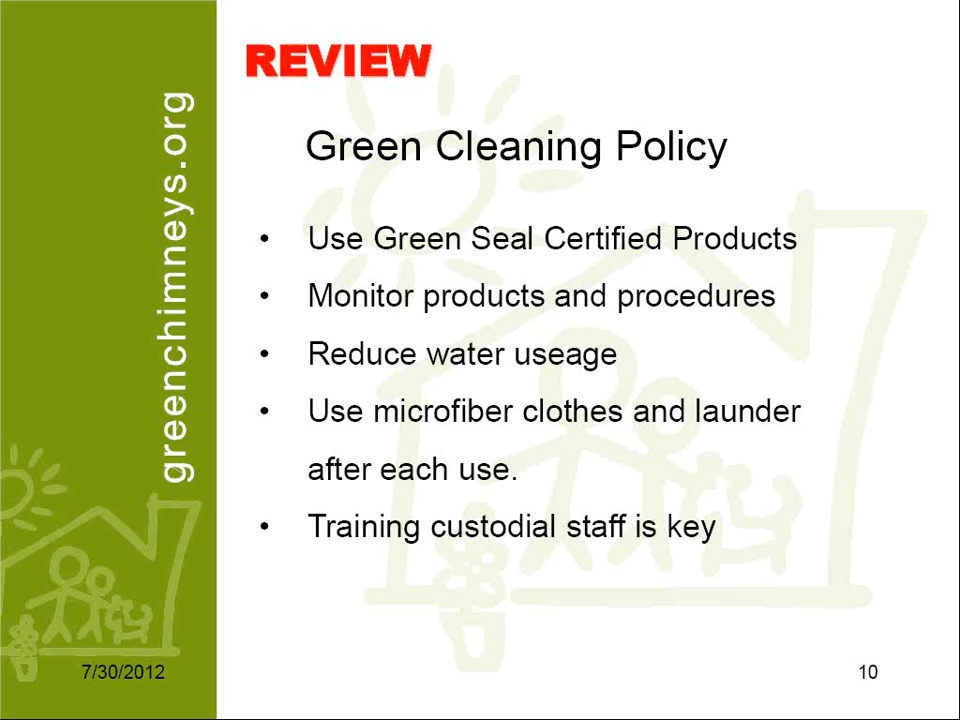 REVIEW
greenchimneys.org
Green Cleaning Policy
• Use Green Seal Certified Products
• Monitor products and procedures
• Reduce water useage
• Use microfiber clothes and launder
after each use.
• Training custodial staff is key
7/30/2012
10